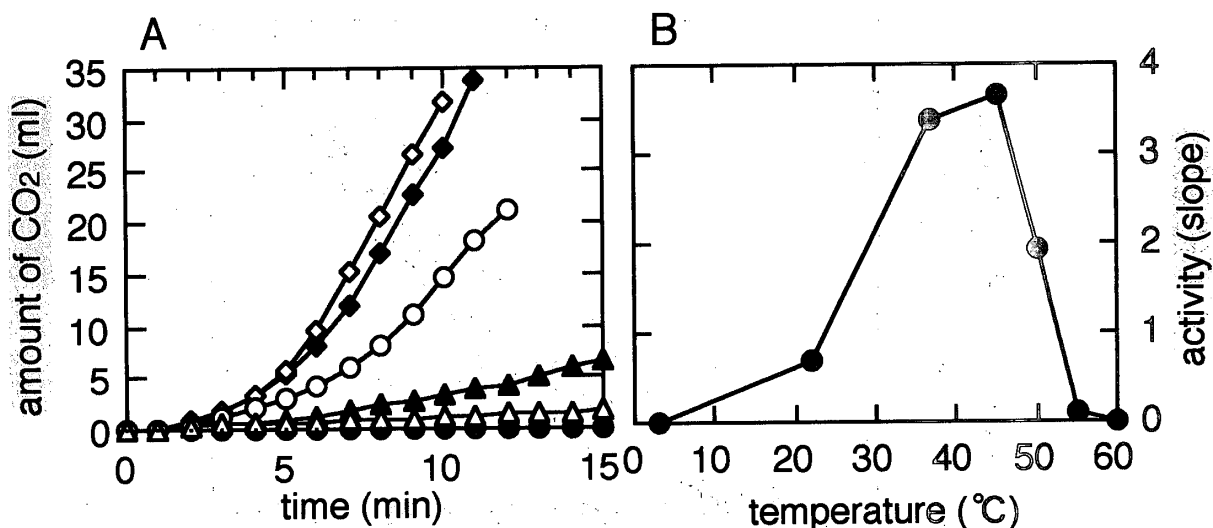 A
35
30
25
20
15
10
5
0
amount of CO2 (ml)
0 5 10 15
time (min)
B
4
3
2
1
0
activity (slope)
0 10 20 30 40 50 60
temperature (°C)